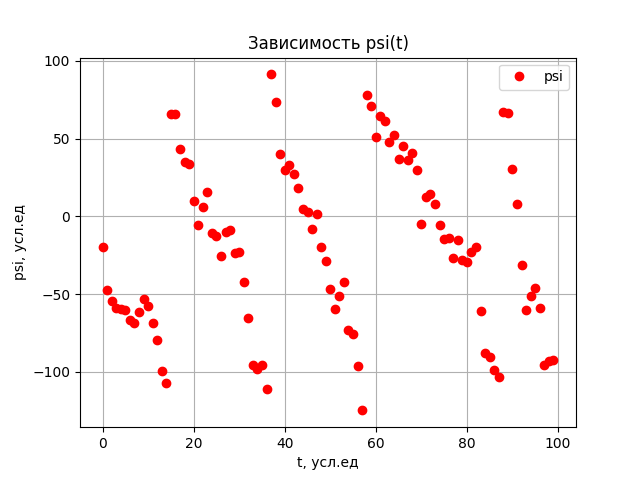 Зависимость psi(t)
psi
psi, усл.ед
100
50
0
−50
−100
0 20 40 60 80 100
t, усл.ед